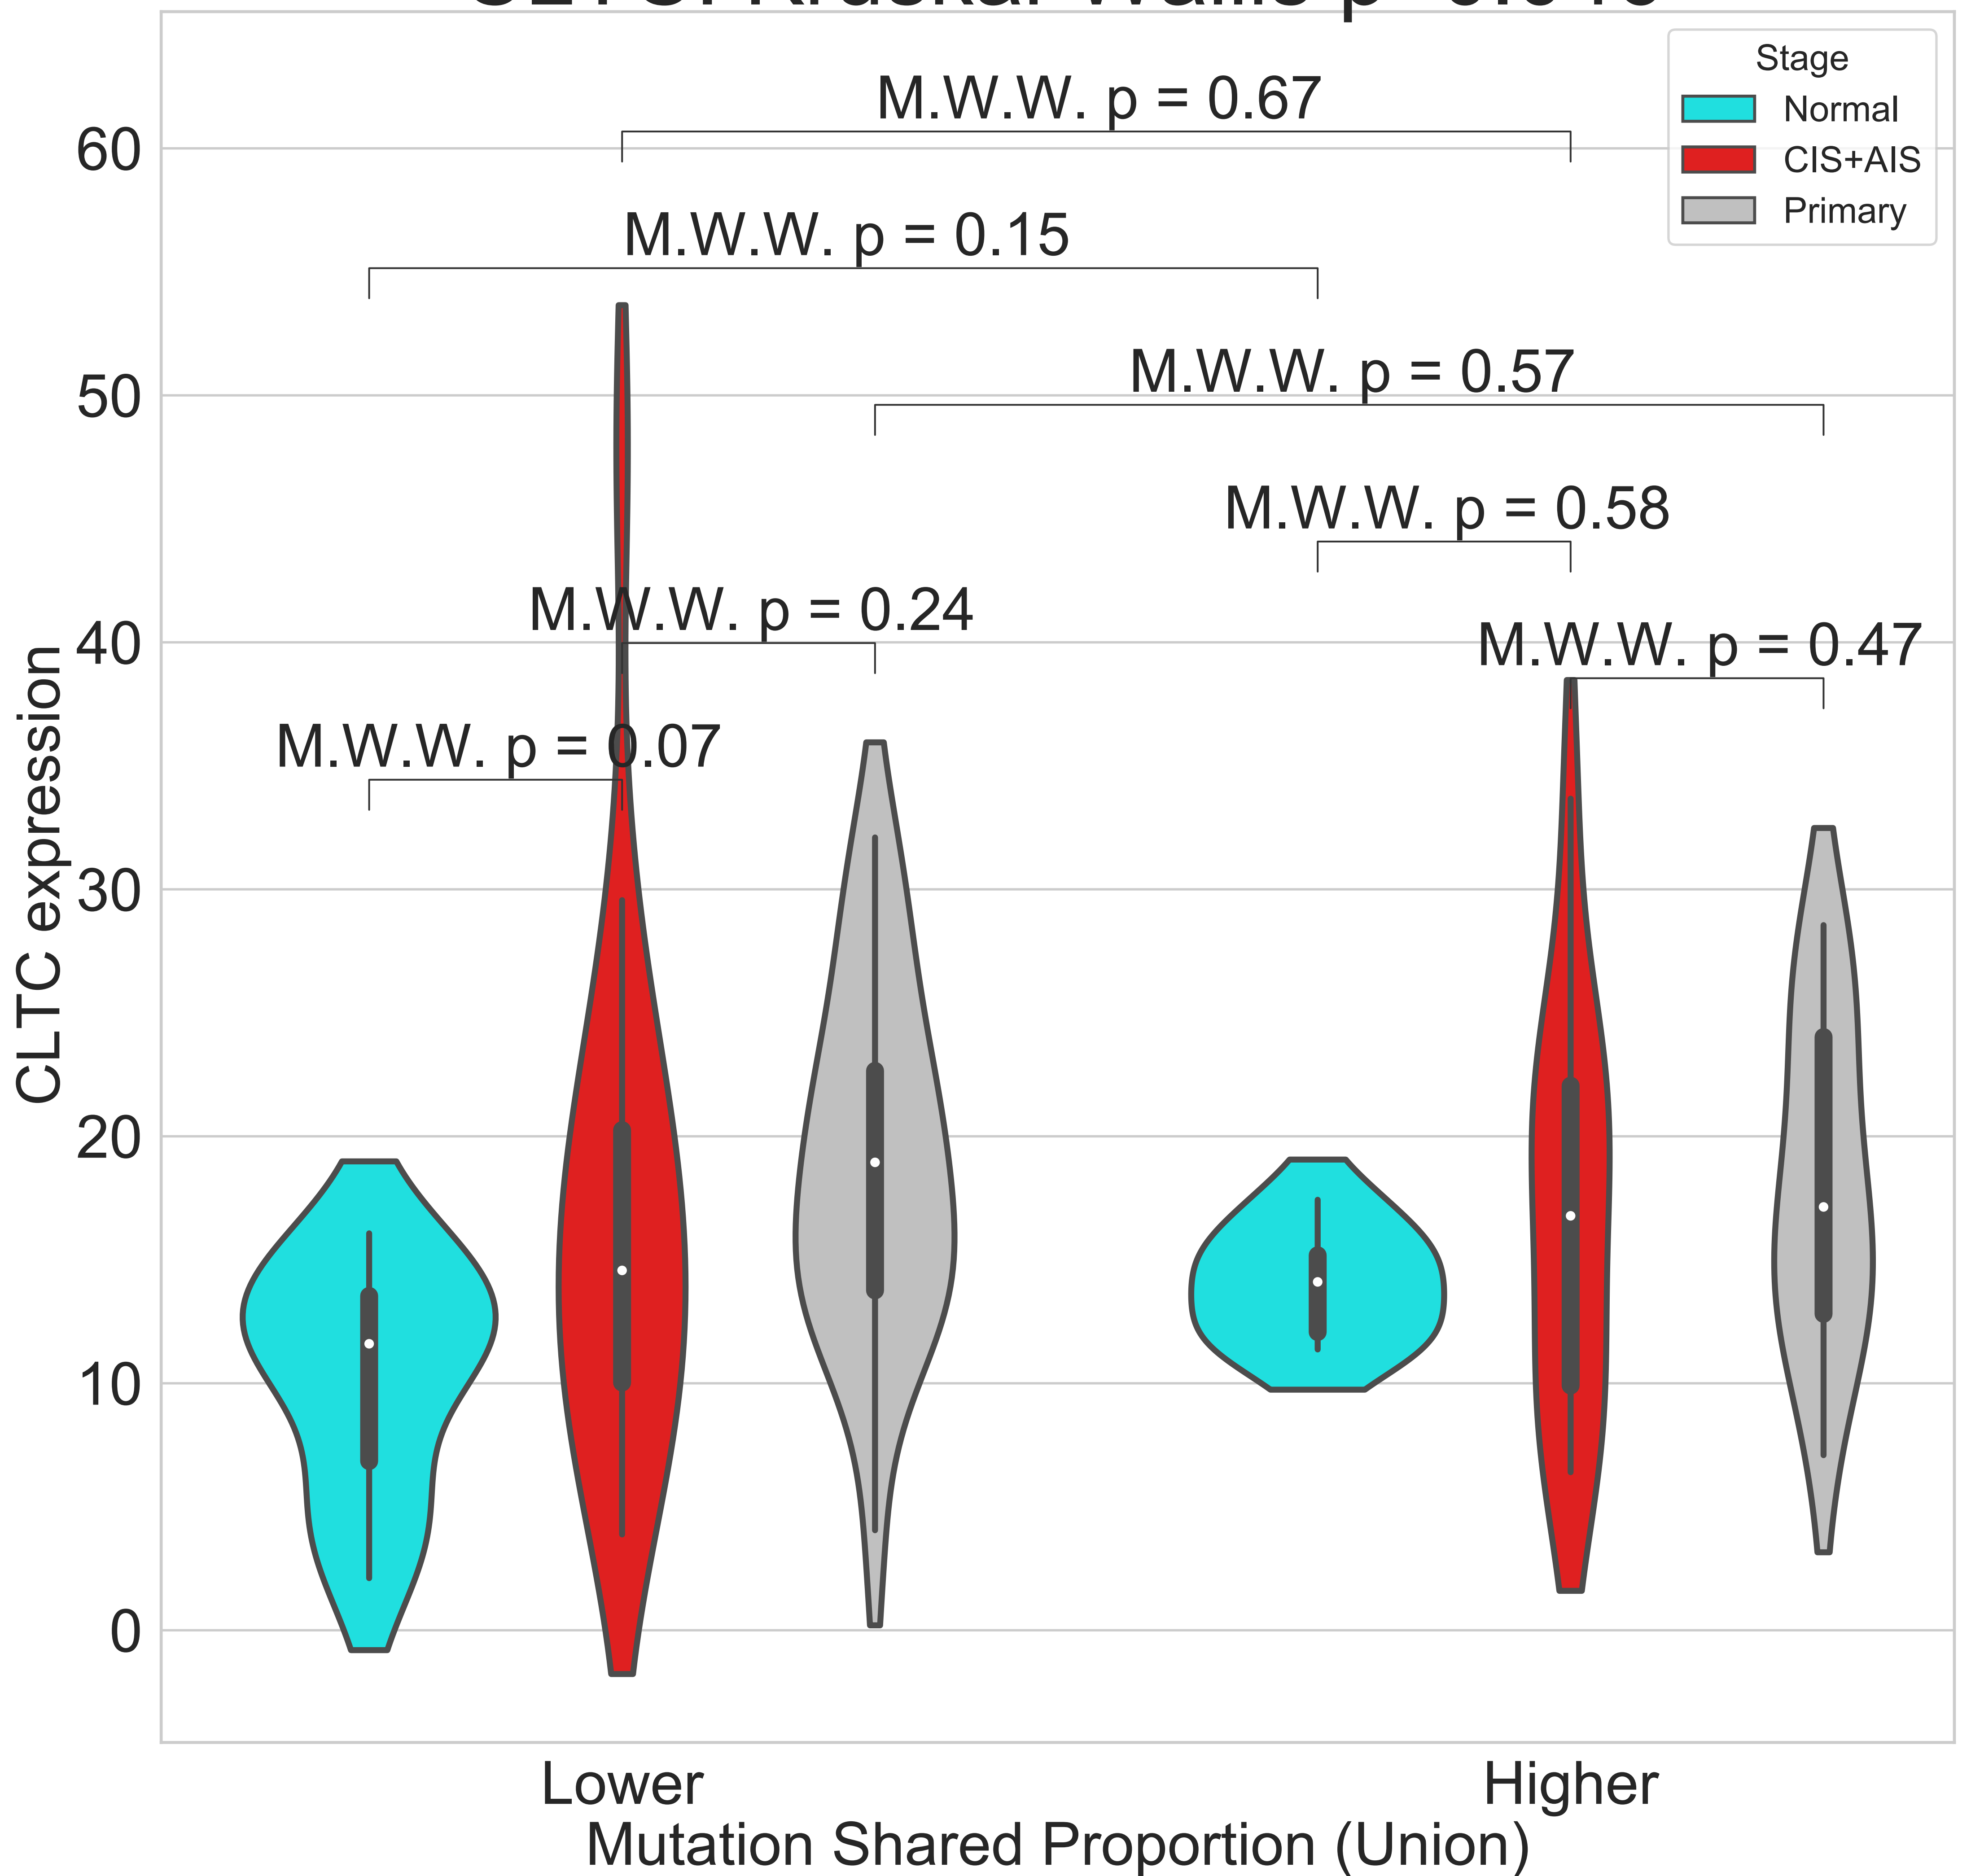 Stage
Normal
CIS+AIS
Primary
M.W.W. p = 0.67
M.W.W. p = 0.15
M.W.W. p = 0.57
M.W.W. p = 0.58
M.W.W. p = 0.24
M.W.W. p = 0.47
M.W.W. p = 0.07
60
50
40
30
20
10
0
CLTC expression
Lower
Higher
Mutation Shared Proportion (Union)